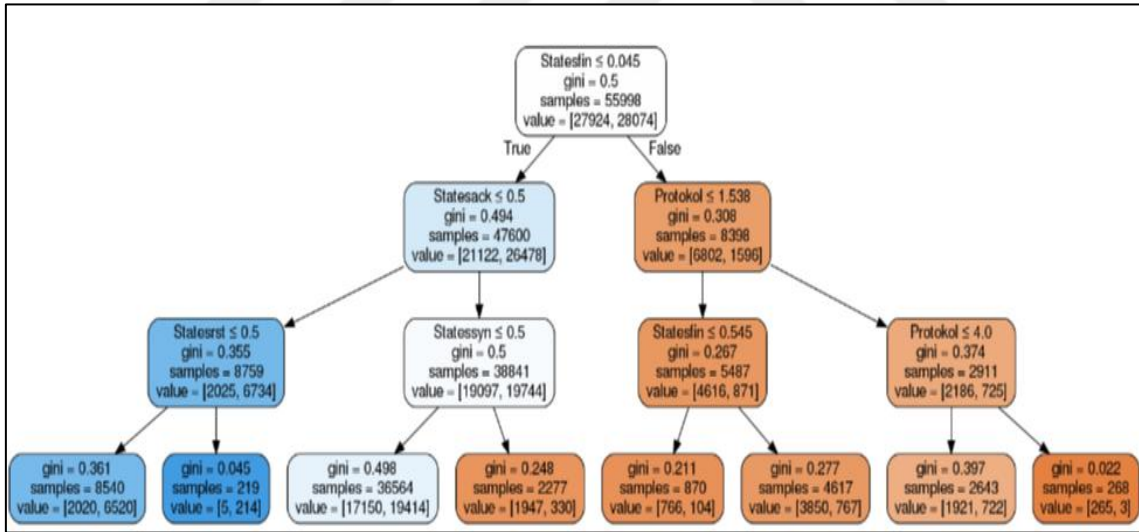 Statesfin ≤ 0.045
gini = 0.5
samples = 55998
value = [27924, 28074]
True
False
Statesack ≤ 0.5
gini = 0.494
samples = 47600
value = [21122, 26478]
Protokol ≤ 1.538
gini = 0.308
samples = 8398
value = [6802, 1596]
Statesrst ≤ 0.5
gini = 0.355
samples = 8759
value = [2025, 6734]
Statessyn ≤ 0.5
gini = 0.5
samples = 38841
value = [19097, 19744]
Statesfin ≤ 0.545
gini = 0.267
samples = 5487
value = [4616, 871]
Protokol ≤ 4.0
gini = 0.374
samples = 2911
value = [2186, 725]
gini = 0.361
samples = 8540
value = [2020, 6520]
gini = 0.045
samples = 219
value = [5, 214]
gini = 0.498
samples = 36564
value = [17150, 19414]
gini = 0.248
samples = 2277
value = [1947, 330]
gini = 0.211
samples = 870
value = [766, 104]
gini = 0.277
samples = 4617
value = [3850, 767]
gini = 0.397
samples = 2643
value = [1921, 722]
gini = 0.022
samples = 268
value = [265, 3]